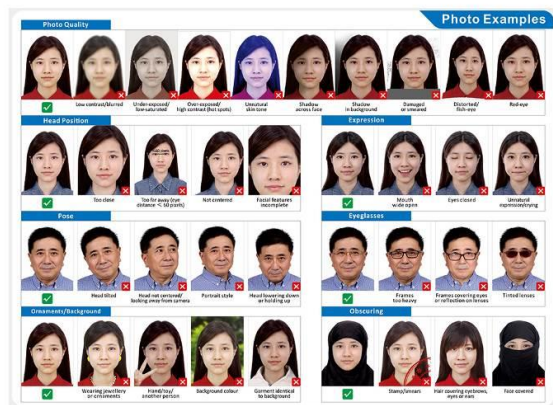 Photo Examples
Photo Quality
Low contrast/blurred
Under-exposed/
low-saturated
Over-exposed/
high contrast (hot spots)
Unnatural
skin tone
Shadow
across face
Shadow
in background
Damaged
or smeared
Distorted/
fish-eye
Red-eye
Head Position
Too close
Too far away (eye
distance < 60 pixels)
Not centered
Facial features
incomplete
Expression
Mouth
wide open
Eyes closed
Unnatural
expression/crying
Pose
Head tilted
Head not centered/
looking away from camera
Portrait style
Head lowering down
or holding up
Eyeglasses
Frames
too heavy
Frames covering eyes
or reflection on lenses
Tinted lenses
Ornaments/Background
Wearing jewellery
or ornaments
Hand/toy/
another person
Background colour
Garment identical
to background
Obscuring
Stamp/smears
Hair covering eyebrows,
eyes or ears
Face covered